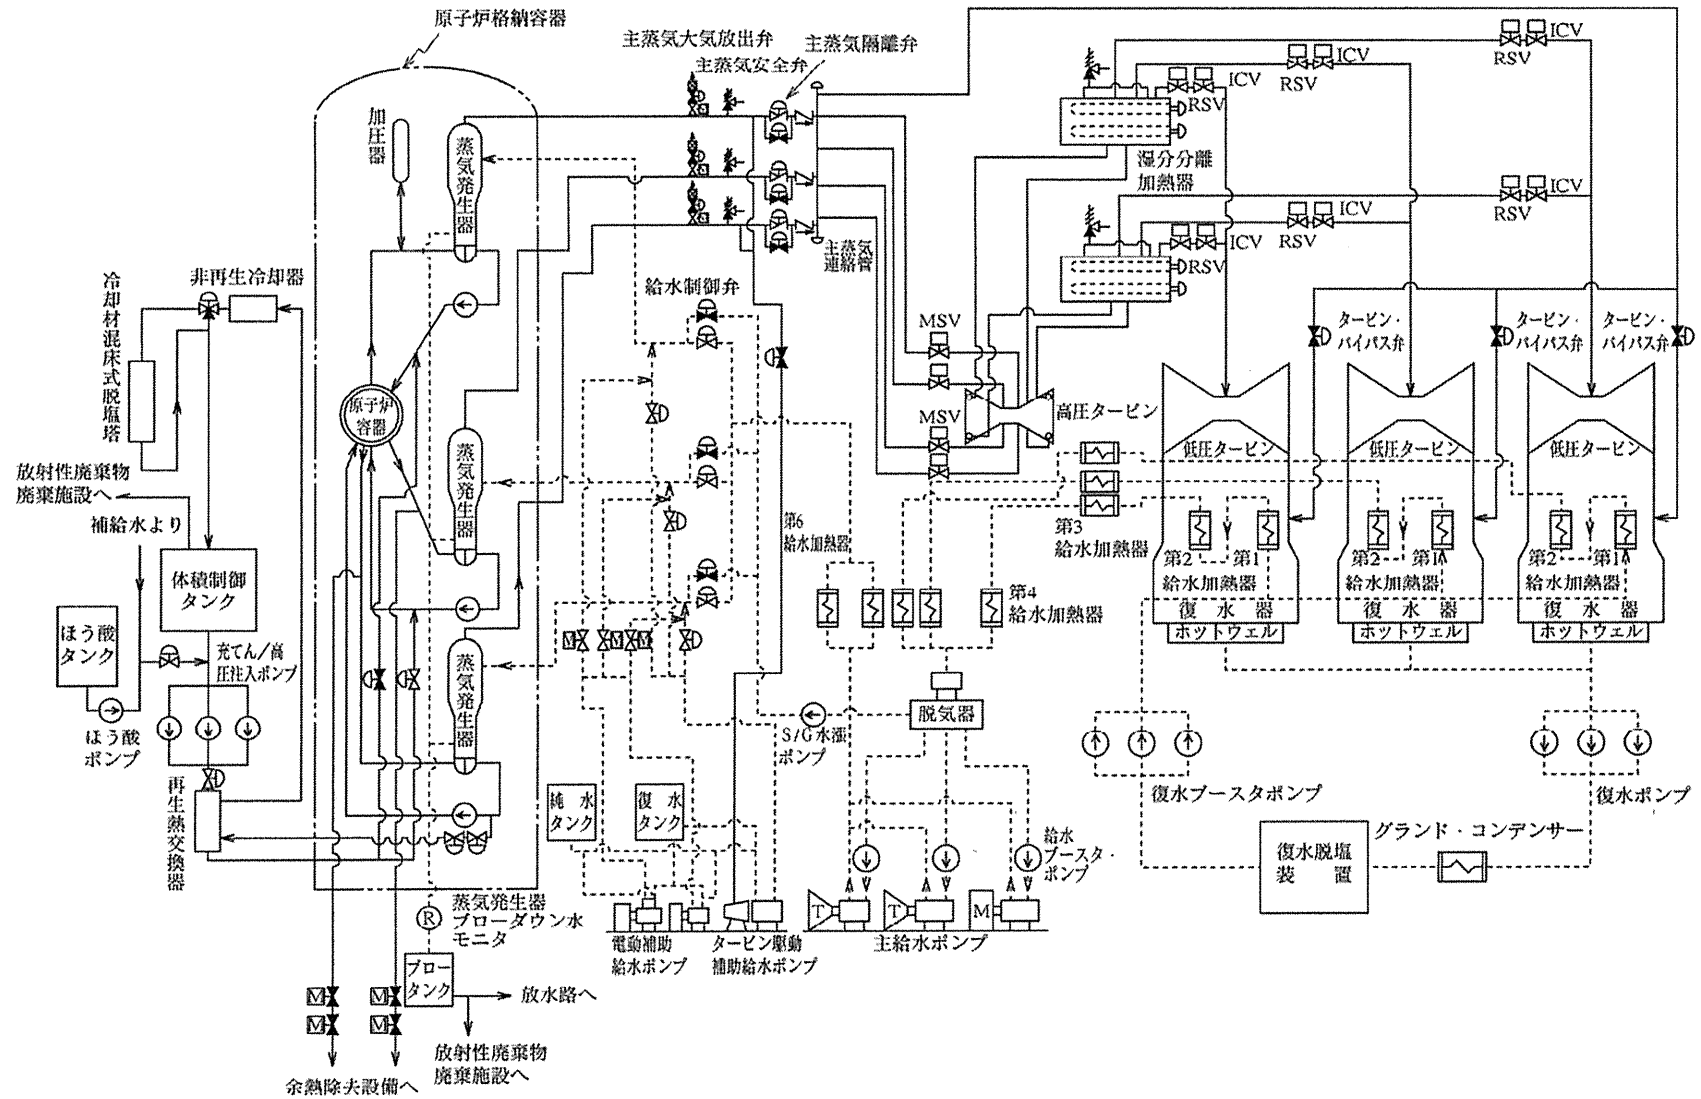 原子炉格納容器
主蒸気大気放出弁
主蒸気隔離弁
主蒸気安全弁
ICV
RSV
ICV
RSV
ICV
RSV
加圧器
蒸気発生器
湿分分離
加熱器
ICV
RSV
ICV
RSV
ICV
RSV
主蒸気
連絡管
非再生冷却器
冷却材混床式脱塩塔
給水制御弁
MSV
タービン・
バイパス弁
タービン・
バイパス弁
タービン・
バイパス弁
原子炉
容器
MSV
高圧タービン
低圧タービン
低圧タービン
低圧タービン
蒸気発生器
放射性廃棄物
廃棄施設へ
補給水より
第6
給水加熱器
第3
給水加熱器
第2
第1
給水加熱器
第2
第1
給水加熱器
第2
第1
給水加熱器
体積制御
タンク
第4
給水加熱器
復水器
ホットウェル
復水器
ホットウェル
復水器
ホットウェル
ほう酸
タンク
充てん/高
圧注入ポンプ
M
M
M
蒸気発生器
脱気器
S/G水漲
ポンプ
ほう酸
ポンプ
再生熱交換器
純水
タンク
復水
タンク
復水ブースタポンプ
復水ポンプ
グランド・コンデンサー
給水
ブースタ・
ポンプ
復水脱塩
装置
蒸気発生器
ブローダウン水
モニタ
R
T
T
M
電動補助
給水ポンプ
タービン駆動
補助給水ポンプ
主給水ポンプ
ブロー
タンク
放水路へ
M
M
M
M
放射性廃棄物
廃棄施設へ
余熱除去設備へ